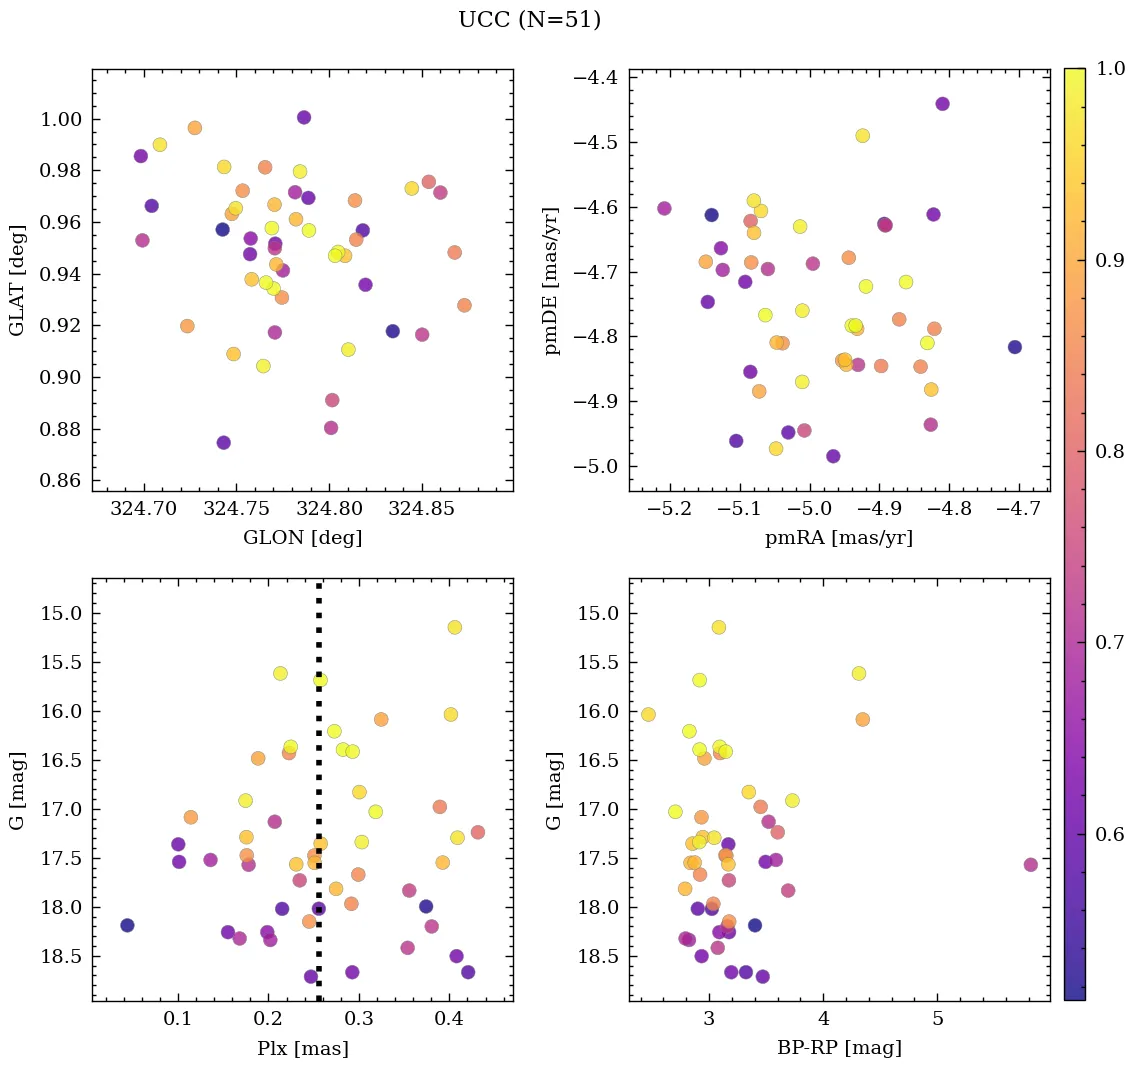 UCC (N=51)
1.00
0.98
0.96
0.94
0.92
0.90
0.88
0.86
GLAT [deg]
324.70 324.75 324.80 324.85
GLON [deg]
−4.4
−4.5
−4.6
−4.7
−4.8
−4.9
−5.0
pmDE [mas/yr]
−5.2 −5.1 −5.0 −4.9 −4.8 −4.7
pmRA [mas/yr]
1.0
0.9
0.8
0.7
0.6
15.0
15.5
16.0
16.5
17.0
17.5
18.0
18.5
G [mag]
0.1 0.2 0.3 0.4
Plx [mas]
15.0
15.5
16.0
16.5
17.0
17.5
18.0
18.5
G [mag]
3 4 5
BP-RP [mag]